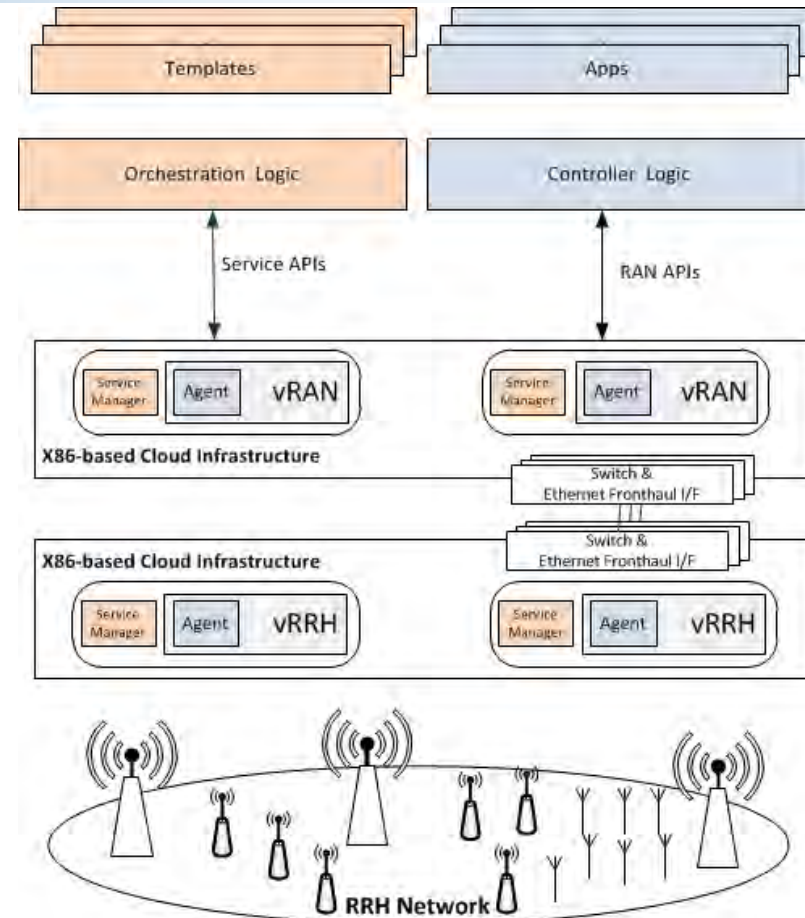 Templates
Apps
Orchestration Logic
Controller Logic
Service APIs
RAN APIs
Service
Manager
Agent
vRAN
Service
Manager
Agent
vRAN
X86-based Cloud Infrastructure
Switch &
Ethernet Fronthaul I/F
Switch &
Ethernet Fronthaul I/F
X86-based Cloud Infrastructure
Service
Manager
Agent
vRRH
Service
Manager
Agent
vRRH
RRH Network